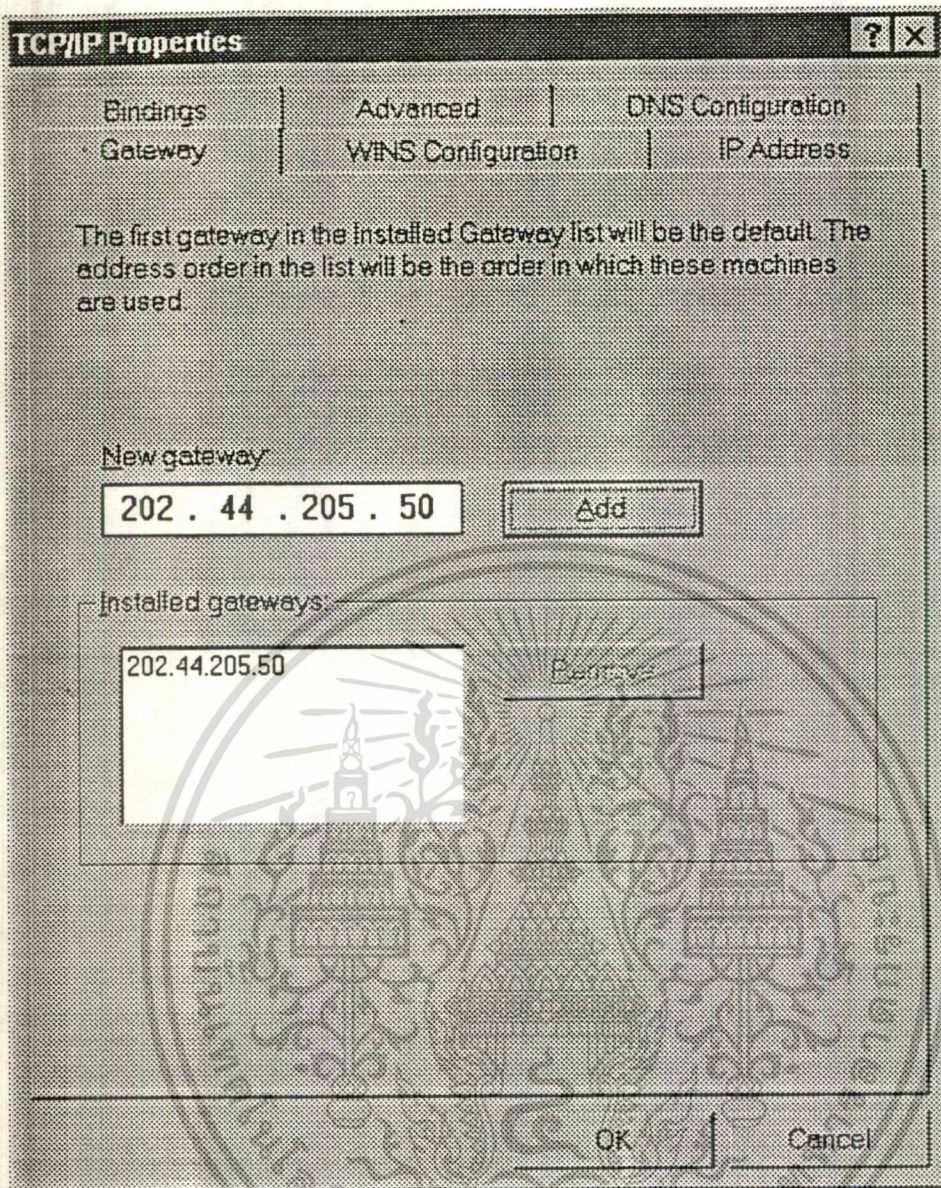 TCP/IP Properties
Bindings
Advanced
DNS Configuration
Gateway
WINS Configuration
IP Address
The first gateway in the Installed Gateway list will be the default. The
address order in the list will be the order in which these machines
are used.
New gateway:
202 . 44 . 205 . 50
Add
Installed gateways:
202.44.205.50
Remove
OK
Cancel